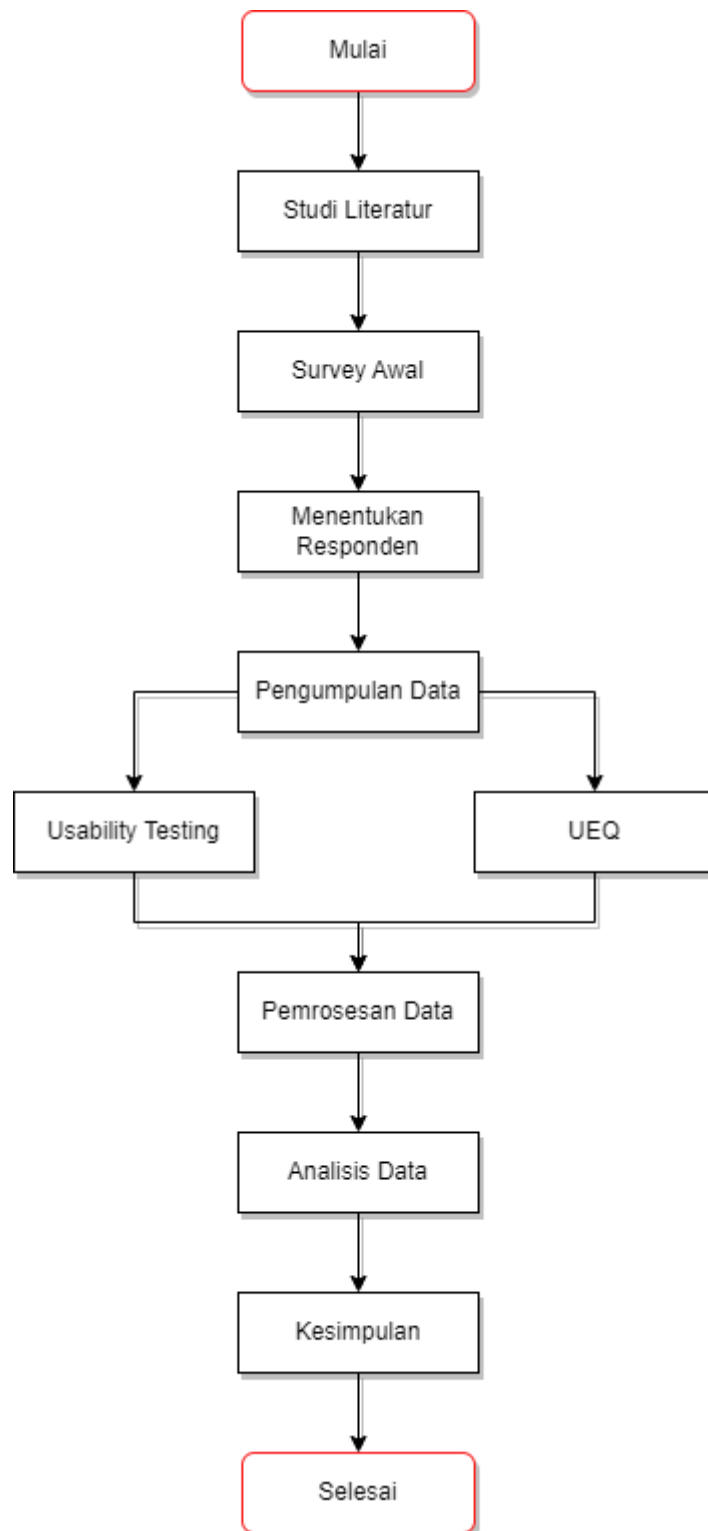 Mulai
Studi Literatur
Survey Awal
Menentukan
Responden
Pengumpulan Data
Usability Testing
UEQ
Pemrosesan Data
Analisis Data
Kesimpulan
Selesai